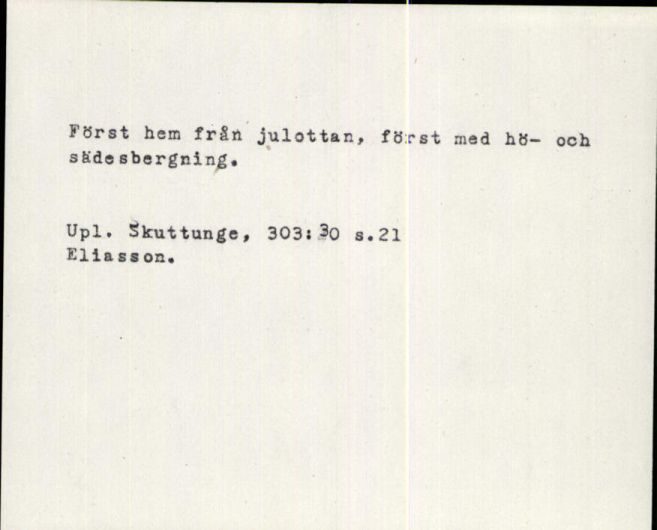 Först hem från julottan, först med hö- och
sädesbergning.
Upl. Skuttunge, 303:30 s.21
Eliasson.